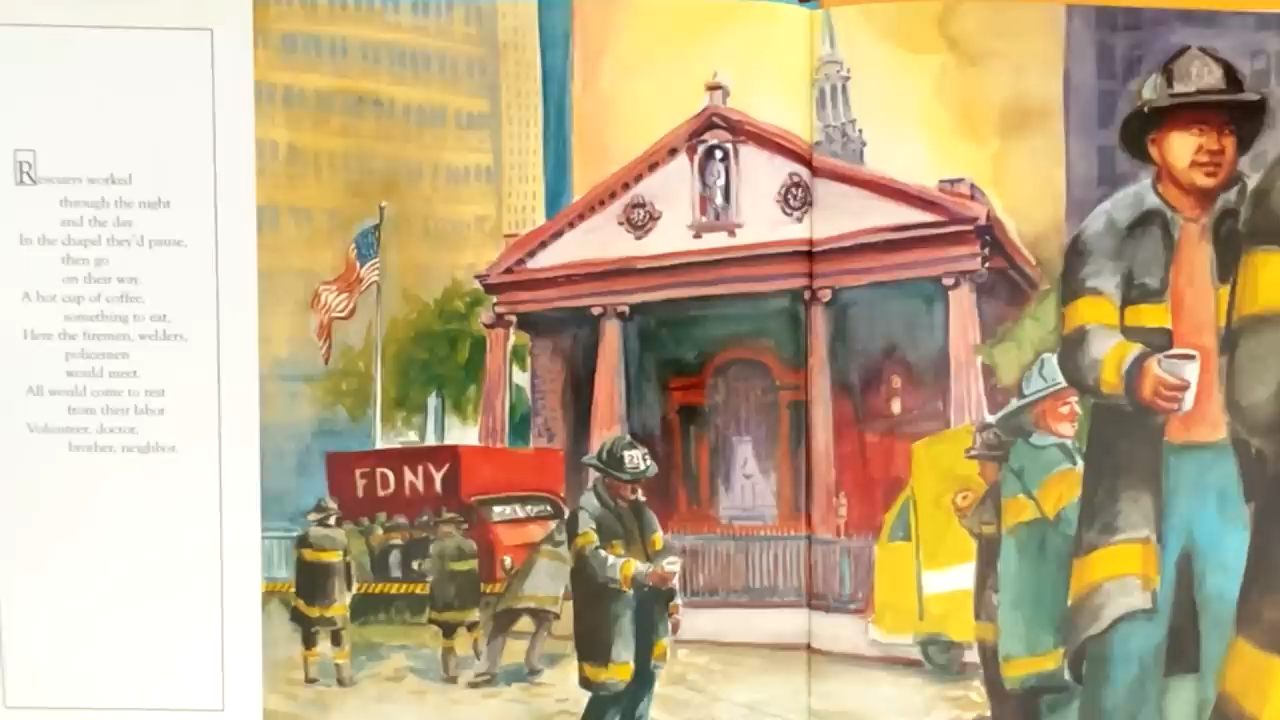 Rescuers worked
through the night
and the day.
In the chapel they'd pause,
then go
on their way.
A hot cup of coffee,
something to eat,
Here the firemen, welders,
policemen
would meet.
All would come to rest
from their labor
Volunteer, doctor,
brother, neighbor.
FDNY